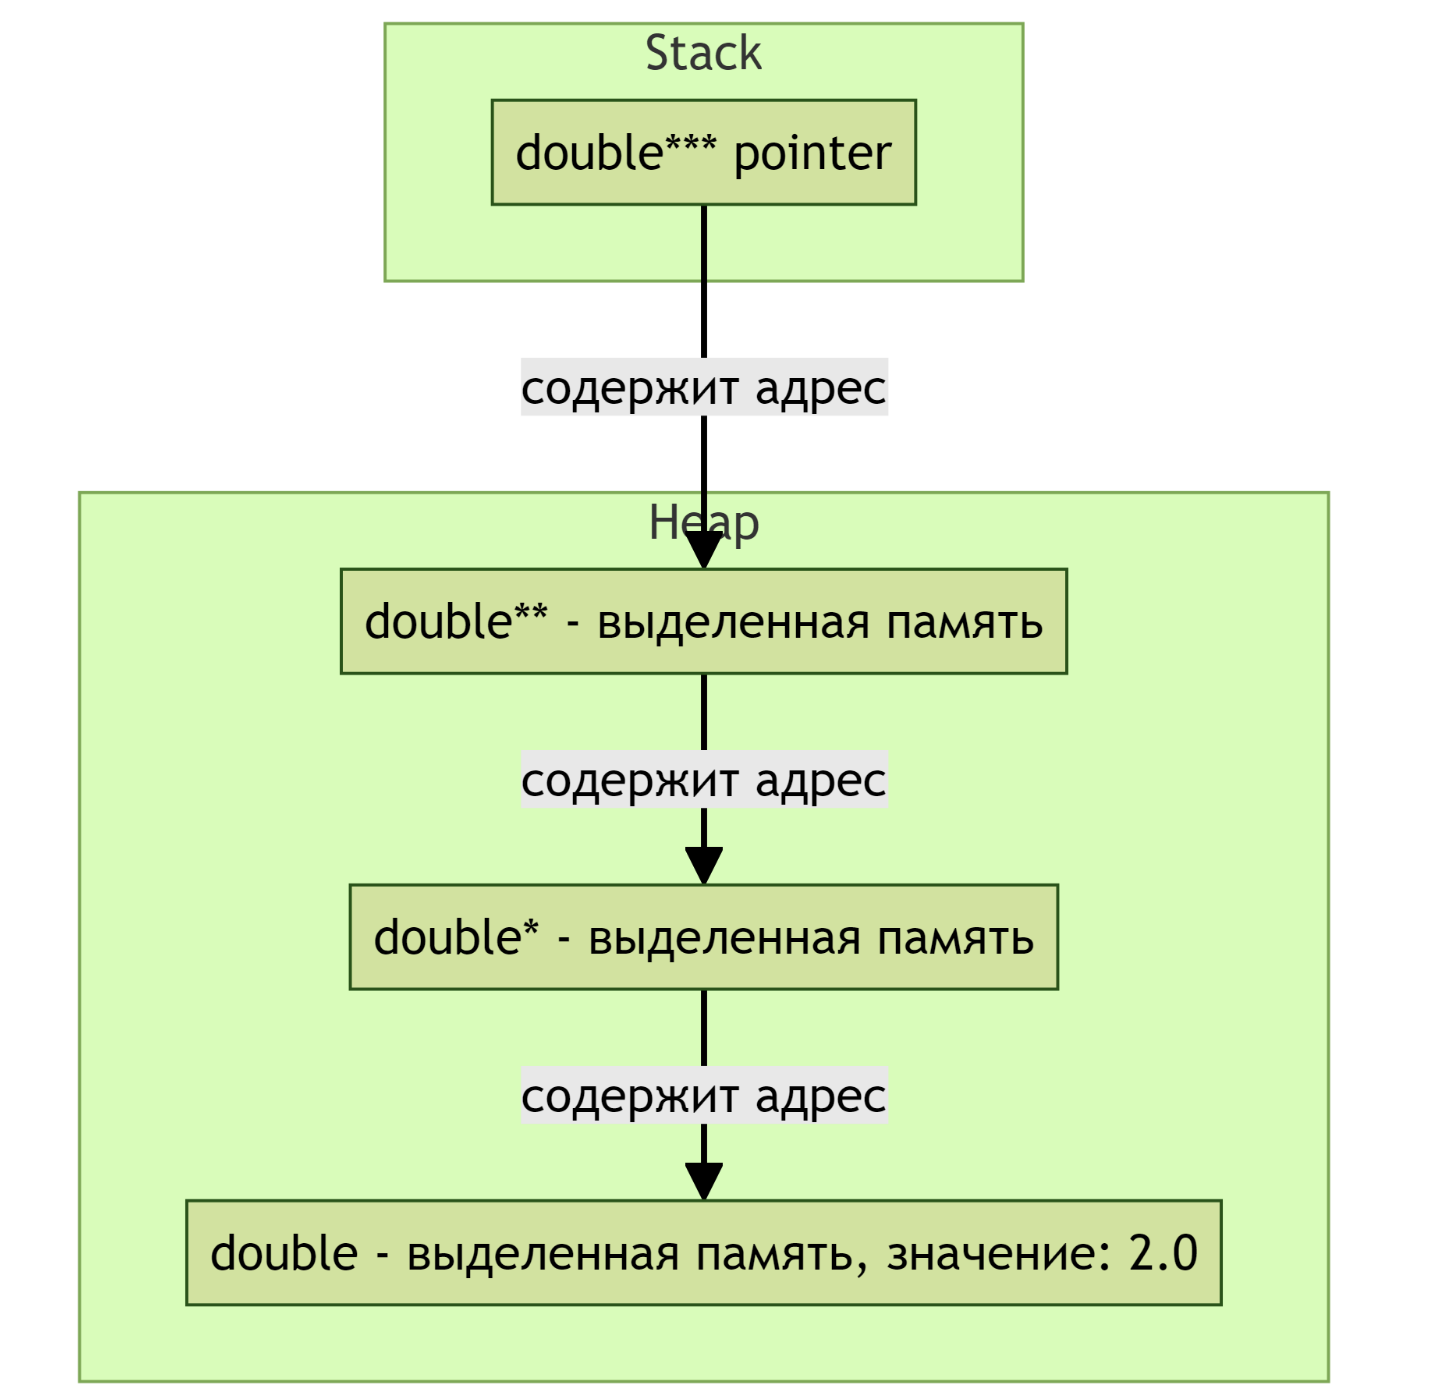 Stack
double*** pointer
содержит адрес
Heap
double** - выделенная память
содержит адрес
double* - выделенная память
содержит адрес
double - выделенная память, значение: 2.0